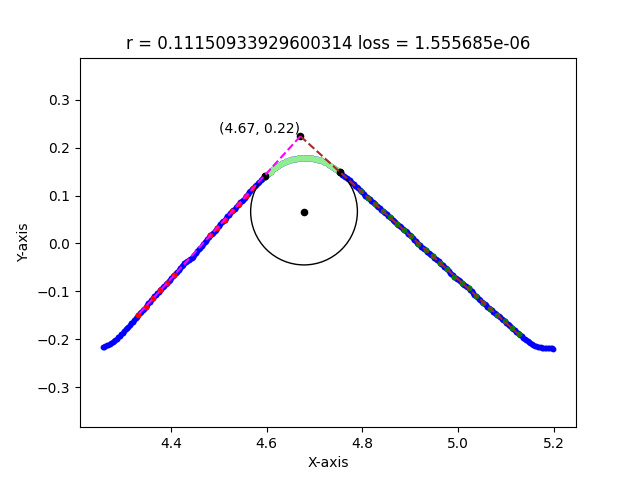 r = 0.11150933929600314 loss = 1.555685e-06
(4.67, 0.22)
Y-axis
0.3
0.2
0.1
0.0
−0.1
−0.2
−0.3
4.4 4.6 4.8 5.0 5.2
X-axis